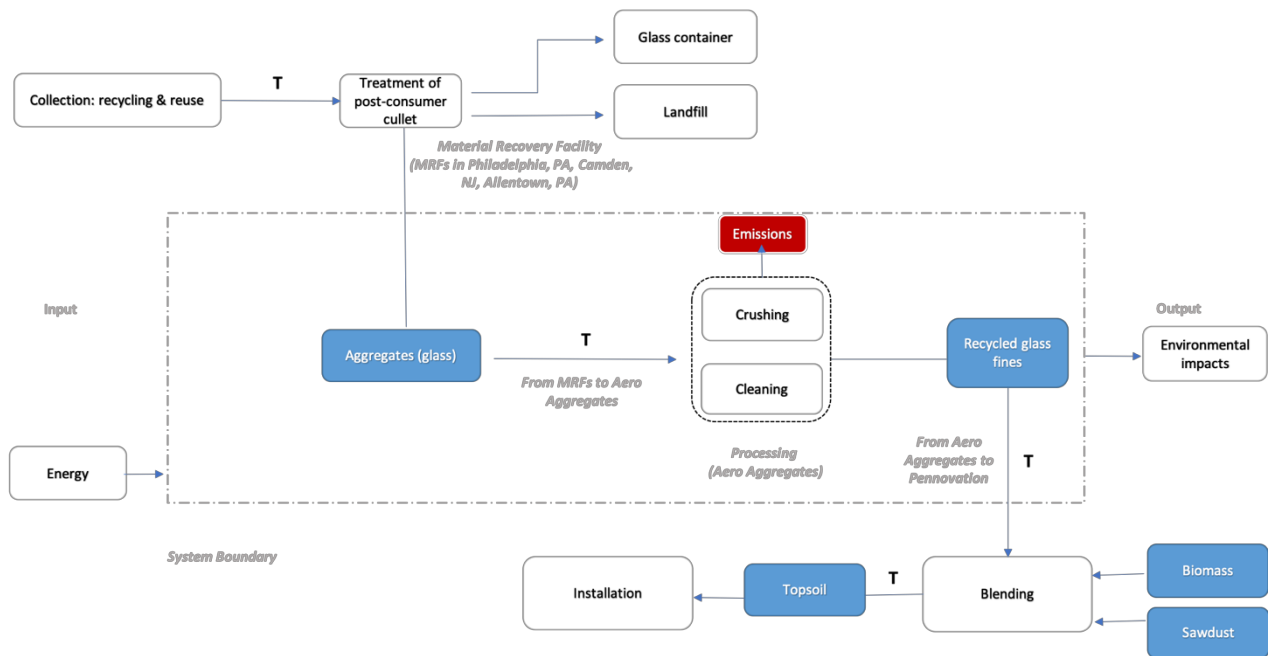 Glass container
T
Collection: recycling & reuse
Treatment of
post-consumer
cullet
Landfill
Material Recovery Facility
(MRFs in Philadelphia, PA, Camden,
NJ, Allentown, PA)
Emissions
Input
Output
Crushing
T
Aggregates (glass)
Recycled glass
fines
Environmental
impacts
From MRFs to Aero
Aggregates
Cleaning
Processing
(Aero Aggregates)
From Aero
Aggregates to
Pennovation
T
Energy
System Boundary
Installation
Topsoil
T
Blending
Biomass
Sawdust